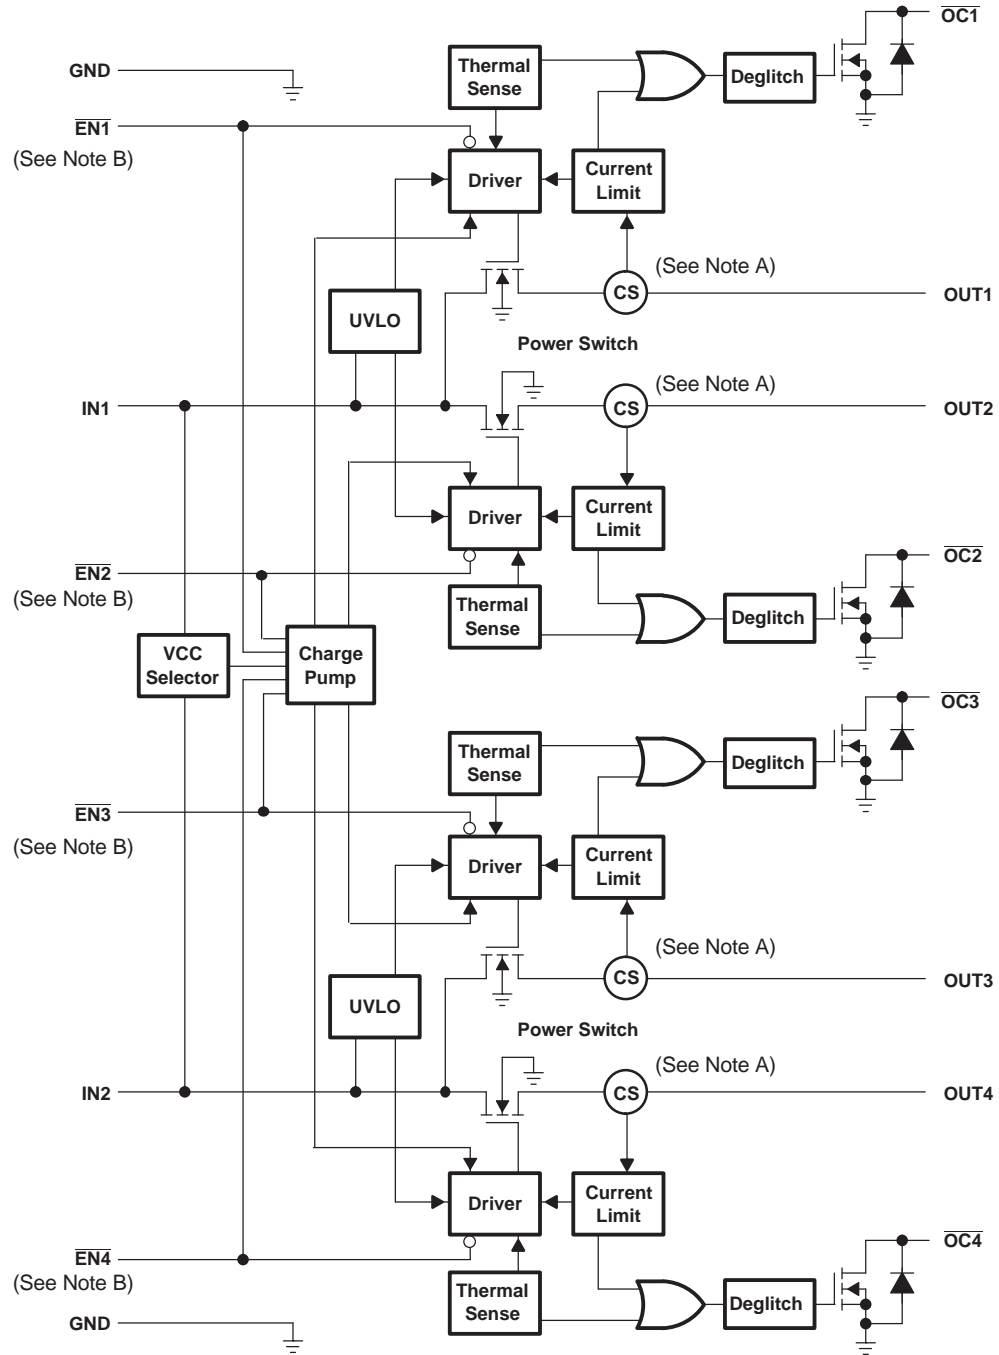 OC1
GND
Thermal
Sense
Deglitch
EN1
(See Note B)
Driver
Current
Limit
(See Note A)
CS
OUT1
UVLO
Power Switch
(See Note A)
IN1
CS
OUT2
Driver
Current
Limit
EN2
(See Note B)
OC2
Thermal
Sense
Deglitch
VCC
Selector
Charge
Pump
OC3
Thermal
Sense
Deglitch
EN3
(See Note B)
Driver
Current
Limit
(See Note A)
CS
OUT3
UVLO
Power Switch
(See Note A)
IN2
CS
OUT4
Driver
Current
Limit
EN4
(See Note B)
OC4
Thermal
Sense
Deglitch
GND